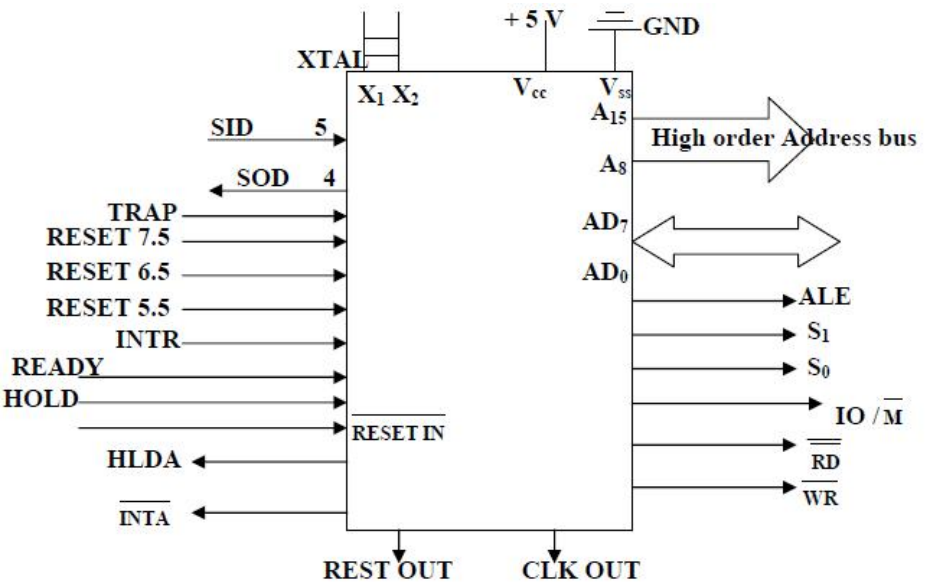 + 5 V
GND
XTAL
X₁ X₂
V_cc
V_ss
A₁₅
SID 5
High order Address bus
A₈
SOD 4
TRAP
AD₇
RESET 7.5
RESET 6.5
AD₀
RESET 5.5
ALE
INTR
S₁
READY
S₀
HOLD
IO / M̅
RESET IN
HLDA
RD
INTA
WR
REST OUT
CLK OUT